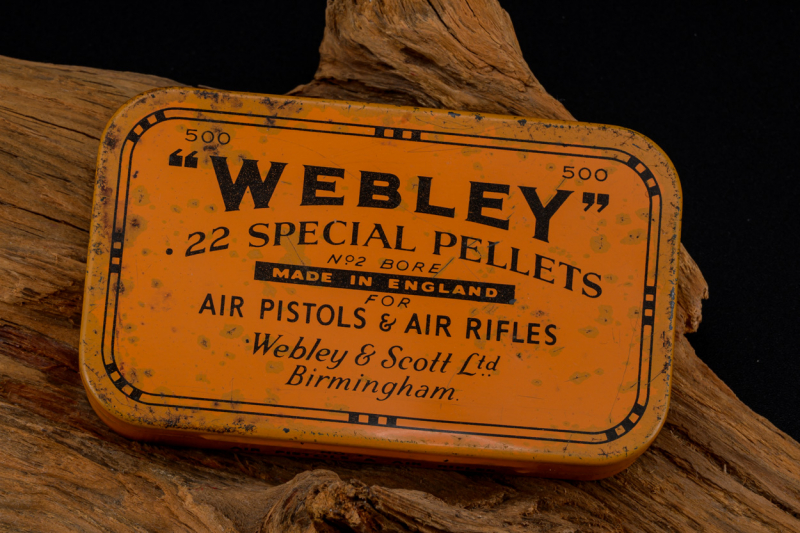 500
500
"WEBLEY"
.22 SPECIAL PELLETS
Nº2 BORE
MADE IN ENGLAND
FOR
AIR PISTOLS & AIR RIFLES
Webley & Scott Ltd
Birmingham.